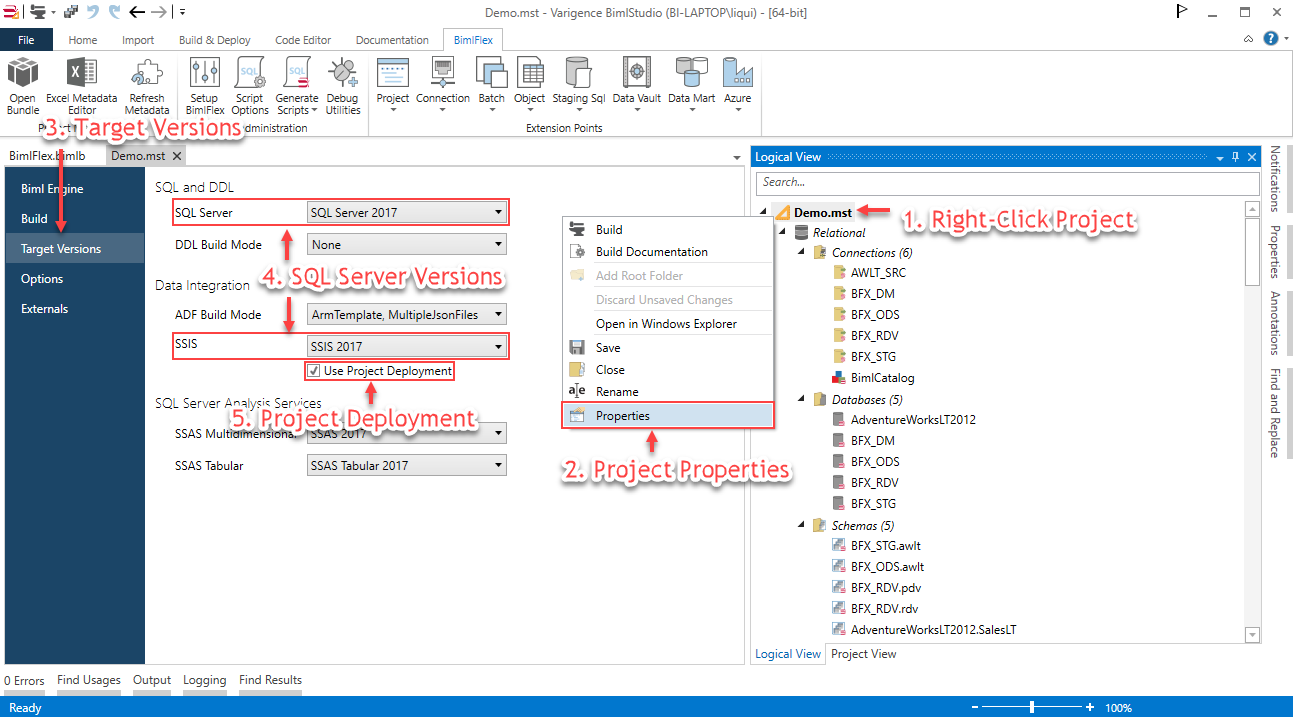 Demo.mst - Varigence BimlStudio (BI-LAPTOP\liqui) - [64-bit]
File Home Import Build & Deploy Code Editor Documentation BimlFlex
Open Bundle
Excel Metadata Editor
Refresh Metadata
Setup BimlFlex
Script Options
Generate Scripts
Debug Utilities
Project
Connection
Batch
Object
Staging Sql
Data Vault
Data Mart
Azure
Extension Points
3. Target Versions
BimlFlex.bimlb
Demo.mst
Biml Engine
Build
Target Versions
Options
Externals
SQL and DDL
SQL Server SQL Server 2017
DDL Build Mode None
4. SQL Server Versions
Data Integration
ADF Build Mode ArmTemplate, MultipleJsonFiles
SSIS SSIS 2017
Use Project Deployment
SQL Server Analysis Services
5. Project Deployment
SSAS Multidimensional SSAS 2017
SSAS Tabular SSAS Tabular 2017
Build
Build Documentation
Add Root Folder
Discard Unsaved Changes
Open in Windows Explorer
Save
Close
Rename
Properties
2. Project Properties
Logical View
Search...
Demo.mst
1. Right-Click Project
Relational
Connections (6)
AWLT_SRC
BFX_DM
BFX_ODS
BFX_RDV
BFX_STG
BimlCatalog
Databases (5)
AdventureWorksLT2012
BFX_DM
BFX_ODS
BFX_RDV
BFX_STG
Schemas (5)
BFX_STG.awlt
BFX_ODS.awlt
BFX_RDV.pdv
BFX_RDV.rdv
AdventureWorksLT2012.SalesLT
Logical View Project View
Notifications
Properties
Annotations
Find and Replace
0 Errors Find Usages Output Logging Find Results
Ready
100%